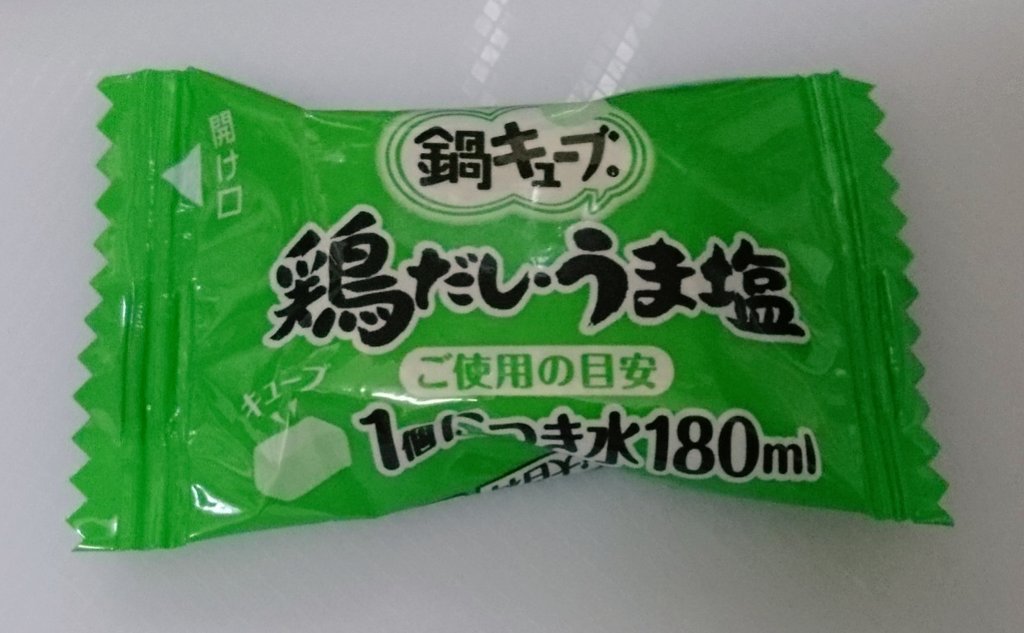 開け口
鍋キューブ®
鶏だし・うま塩
ご使用の目安
キューブ
1個につき水180ml